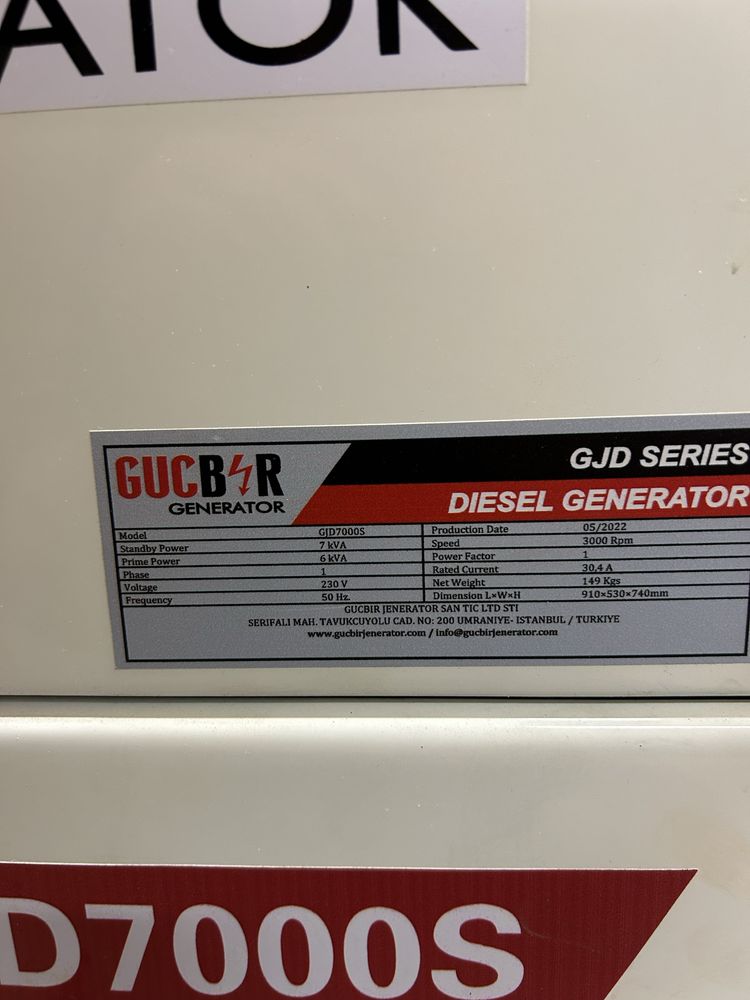 ATOR
GUCBIR
GENERATOR
GJD SERIES
DIESEL GENERATOR
Model GJD7000S Production Date 05/2022
Standby Power 7 kVA Speed 3000 Rpm
Prime Power 6 kVA Power Factor 1
Phase 1 Rated Current 30,4 A
Voltage 230 V Net Weight 149 Kgs
Frequency 50 Hz. Dimension L×W×H 910×530×740mm
GUCBIR JENERATOR SAN TIC LTD STI
SERIFALI MAH. TAVUKCUYOLU CAD. NO: 200 UMRANIYE- ISTANBUL / TURKIYE
www.gucbirjenerator.com / info@gucbirjenerator.com
D7000S